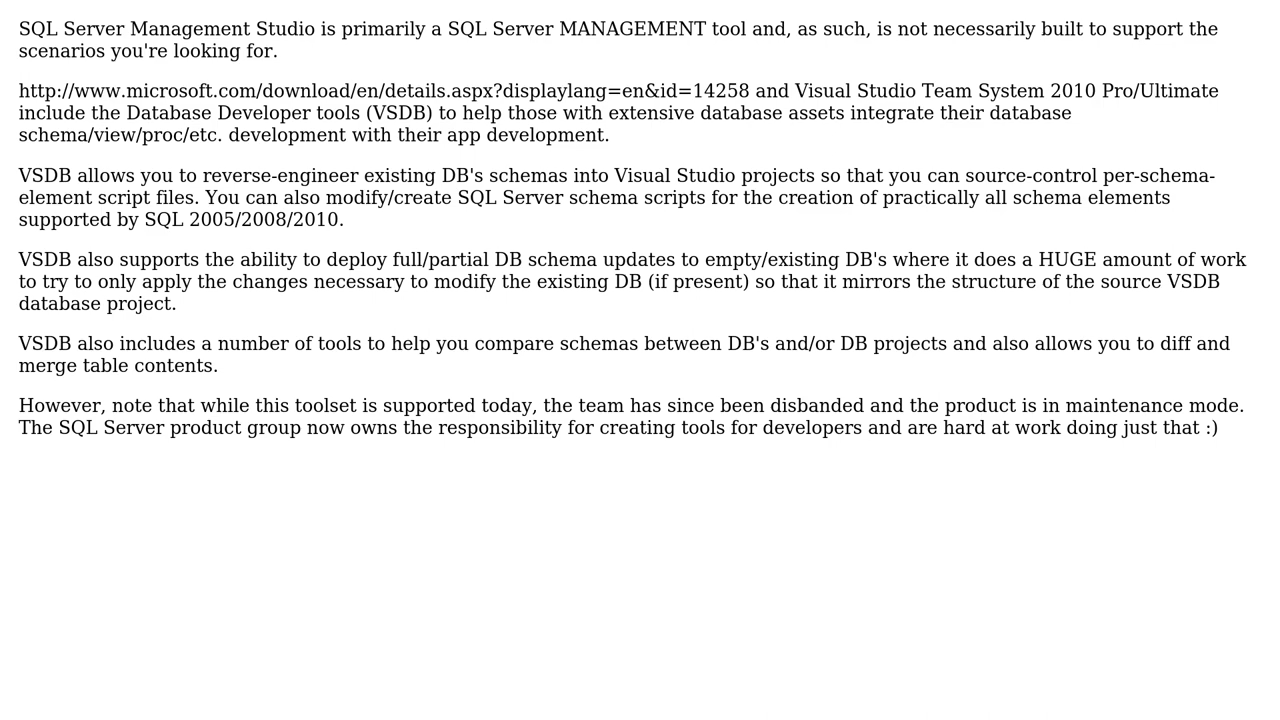 SQL Server Management Studio is primarily a SQL Server MANAGEMENT tool and, as such, is not necessarily built to support the
scenarios you're looking for.
http://www.microsoft.com/download/en/details.aspx?displaylang=en&id=14258 and Visual Studio Team System 2010 Pro/Ultimate
include the Database Developer tools (VSDB) to help those with extensive database assets integrate their database
schema/view/proc/etc. development with their app development.
VSDB allows you to reverse-engineer existing DB's schemas into Visual Studio projects so that you can source-control per-schema-
element script files. You can also modify/create SQL Server schema scripts for the creation of practically all schema elements
supported by SQL 2005/2008/2010.
VSDB also supports the ability to deploy full/partial DB schema updates to empty/existing DB's where it does a HUGE amount of work
to try to only apply the changes necessary to modify the existing DB (if present) so that it mirrors the structure of the source VSDB
database project.
VSDB also includes a number of tools to help you compare schemas between DB's and/or DB projects and also allows you to diff and
merge table contents.
However, note that while this toolset is supported today, the team has since been disbanded and the product is in maintenance mode.
The SQL Server product group now owns the responsibility for creating tools for developers and are hard at work doing just that :)